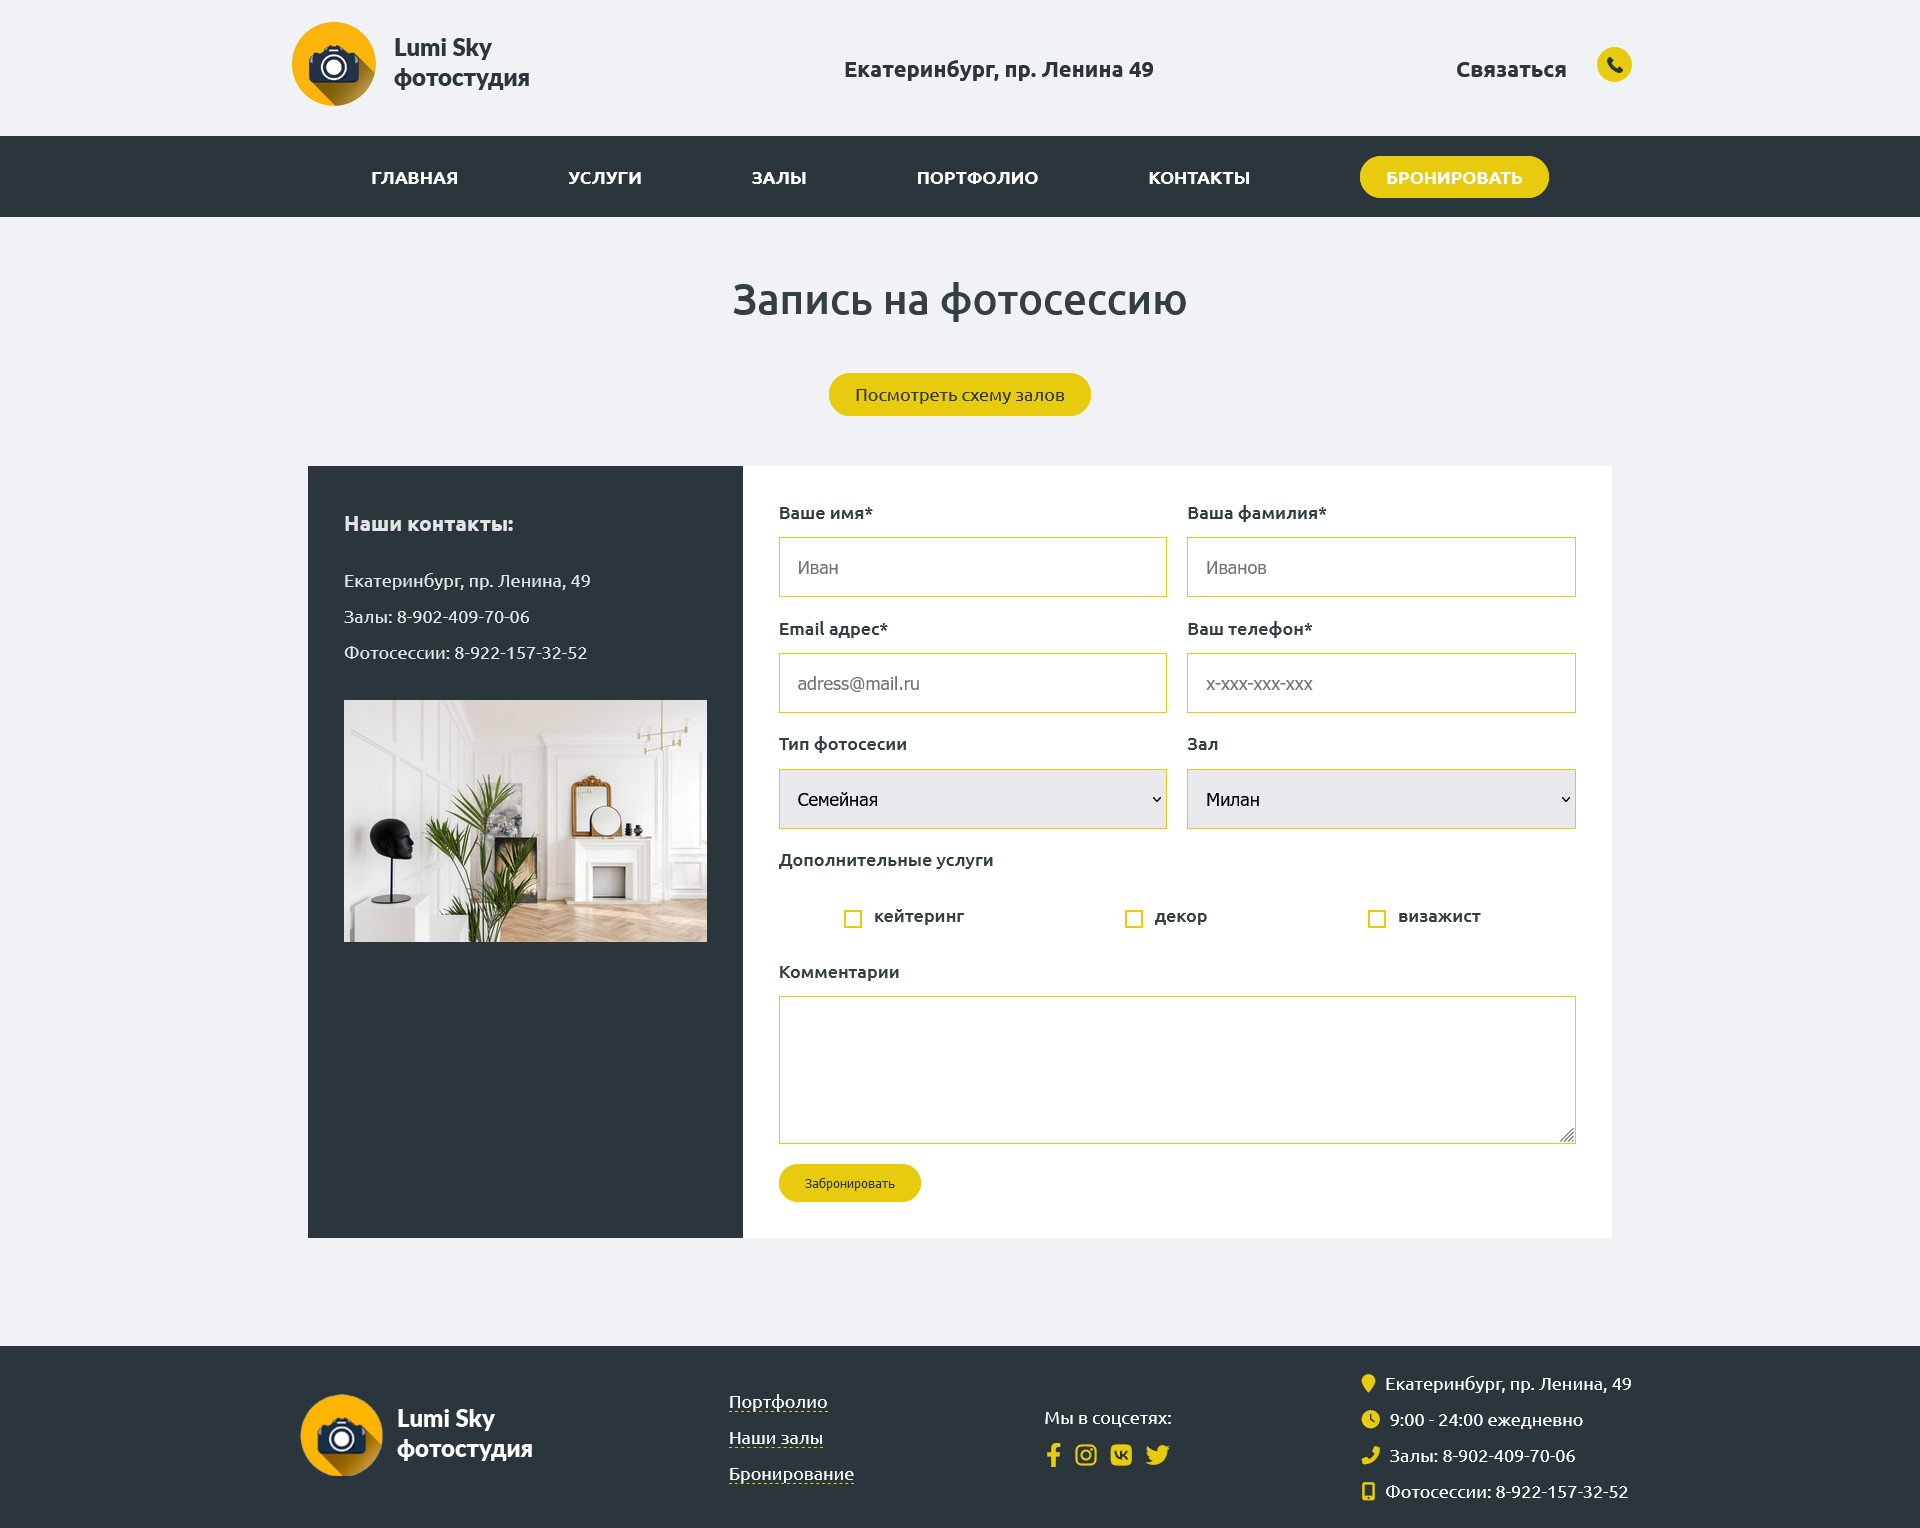 Lumi Sky
фотостудия
Екатеринбург, пр. Ленина 49
Связаться
ГЛАВНАЯ УСЛУГИ ЗАЛЫ ПОРТФОЛИО КОНТАКТЫ БРОНИРОВАТЬ
Запись на фотосессию
Посмотреть схему залов
Наши контакты:
Екатеринбург, пр. Ленина, 49
Залы: 8-902-409-70-06
Фотосессии: 8-922-157-32-52
Ваше имя* Ваша фамилия*
Иван Иванов
Email адрес* Ваш телефон*
adress@mail.ru x-xxx-xxx-xxx
Тип фотосесии Зал
Семейная Милан
Дополнительные услуги
кейтеринг декор визажист
Комментарии
Забронировать
Lumi Sky
фотостудия
Портфолио
Наши залы
Бронирование
Мы в соцсетях:
Екатеринбург, пр. Ленина, 49
9:00 - 24:00 ежедневно
Залы: 8-902-409-70-06
Фотосессии: 8-922-157-32-52